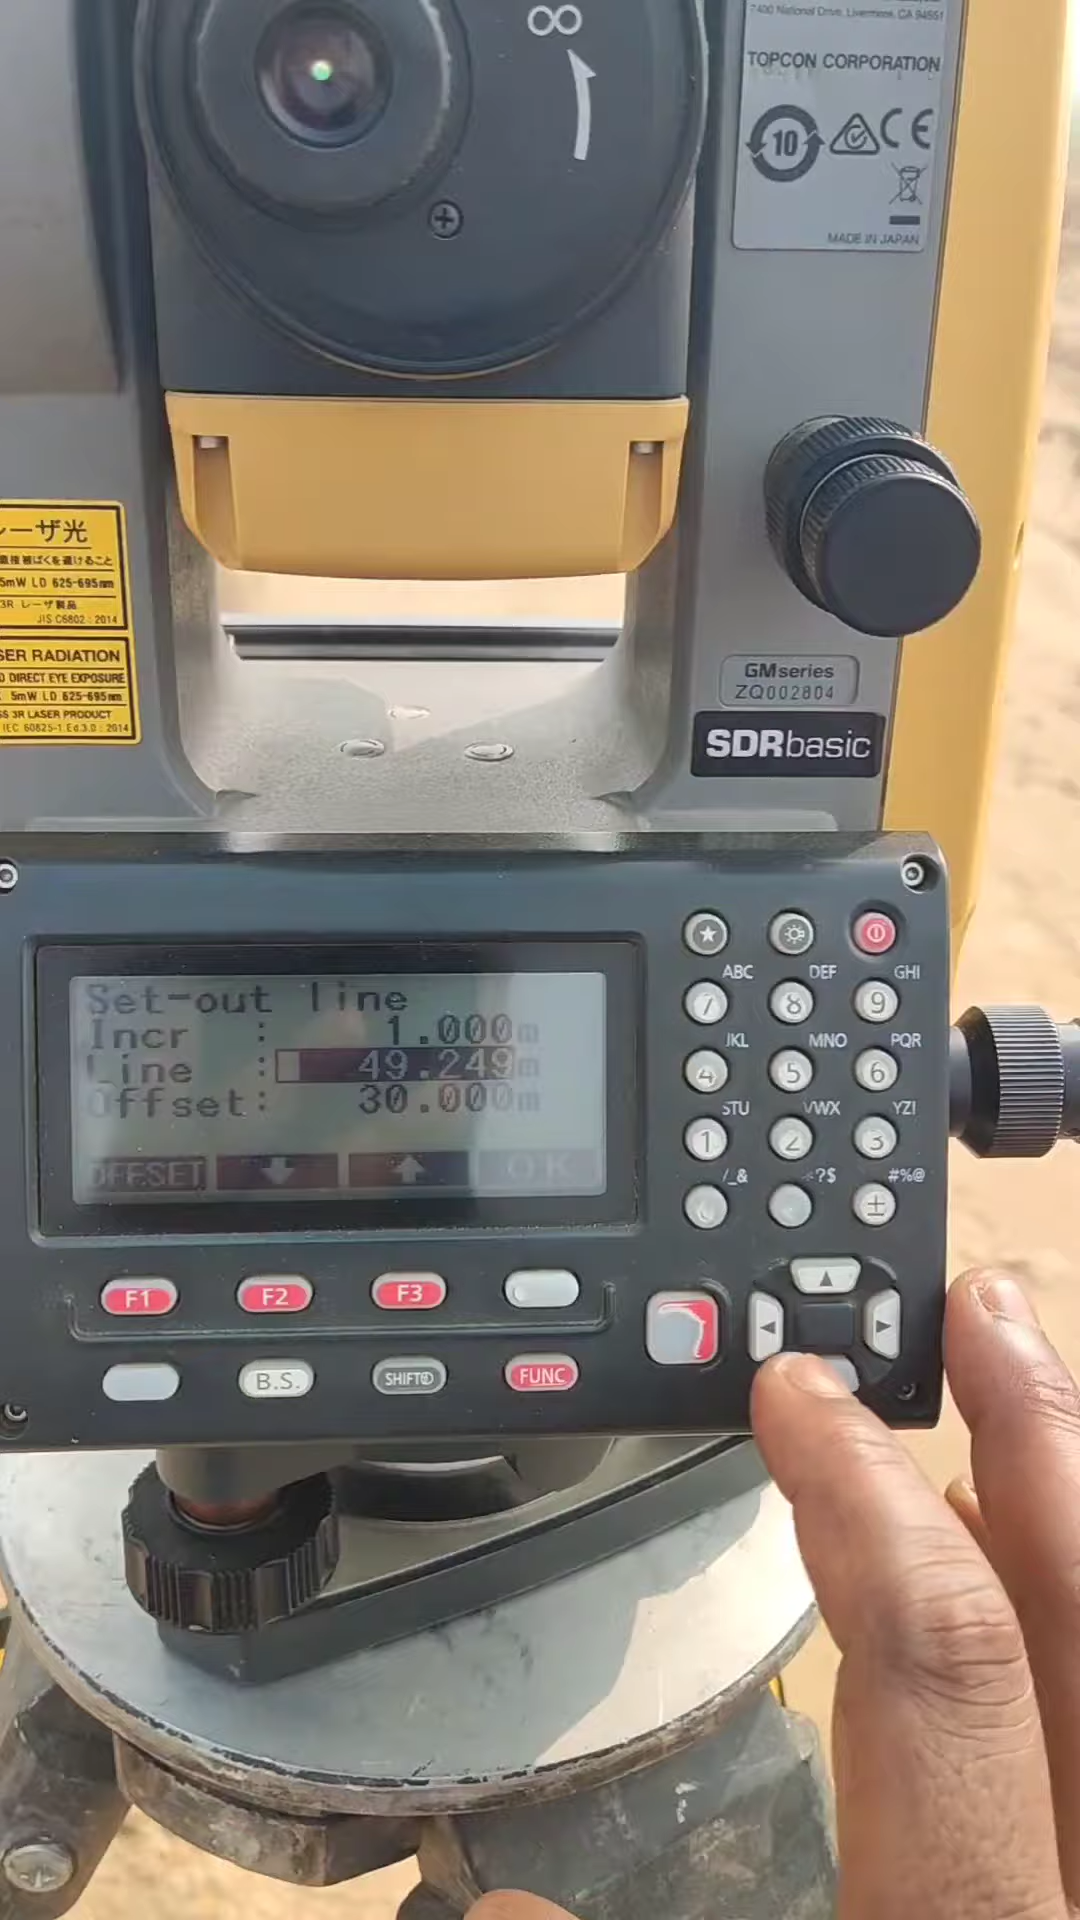 ∞
7400 National Drive, Livermore, CA 94551
TOPCON CORPORATION
10
CE
MADE IN JAPAN
ーザ光
直接被ばくを避けること
5mW LD 625-695nm
3R レーザ製品
JIS C6802 : 2014
SER RADIATION
D DIRECT EYE EXPOSURE
5mW LD 625-695nm
SS 3R LASER PRODUCT
IEC 60825-1 Ed.3.0 : 2014
GM series
ZQ002804
SDRbasic
Set-out line
Incr : 1.000m
Line : 49.249m
Offset: 30.000m
OFFSET OK
ABC DEF GHI
7 8 9
JKL MNO PQR
4 5 6
STU VWX YZ!
1 2 3
/_& ?$ #%@
±
F1 F2 F3
B.S. SHIFT FUNC